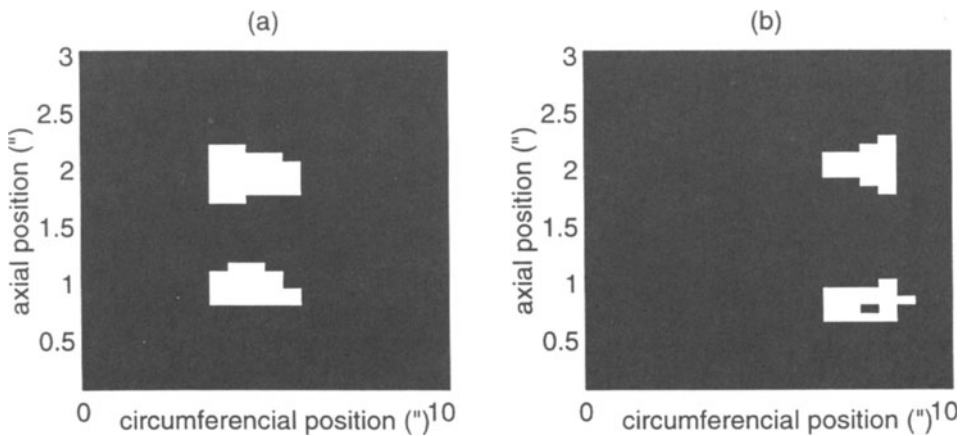 (a)
(b)
3
2.5
2
1.5
1
0.5
axial position (")
0
circumferencial position (")
10
3
2.5
2
1.5
1
0.5
axial position (")
0
circumferencial position (")
10